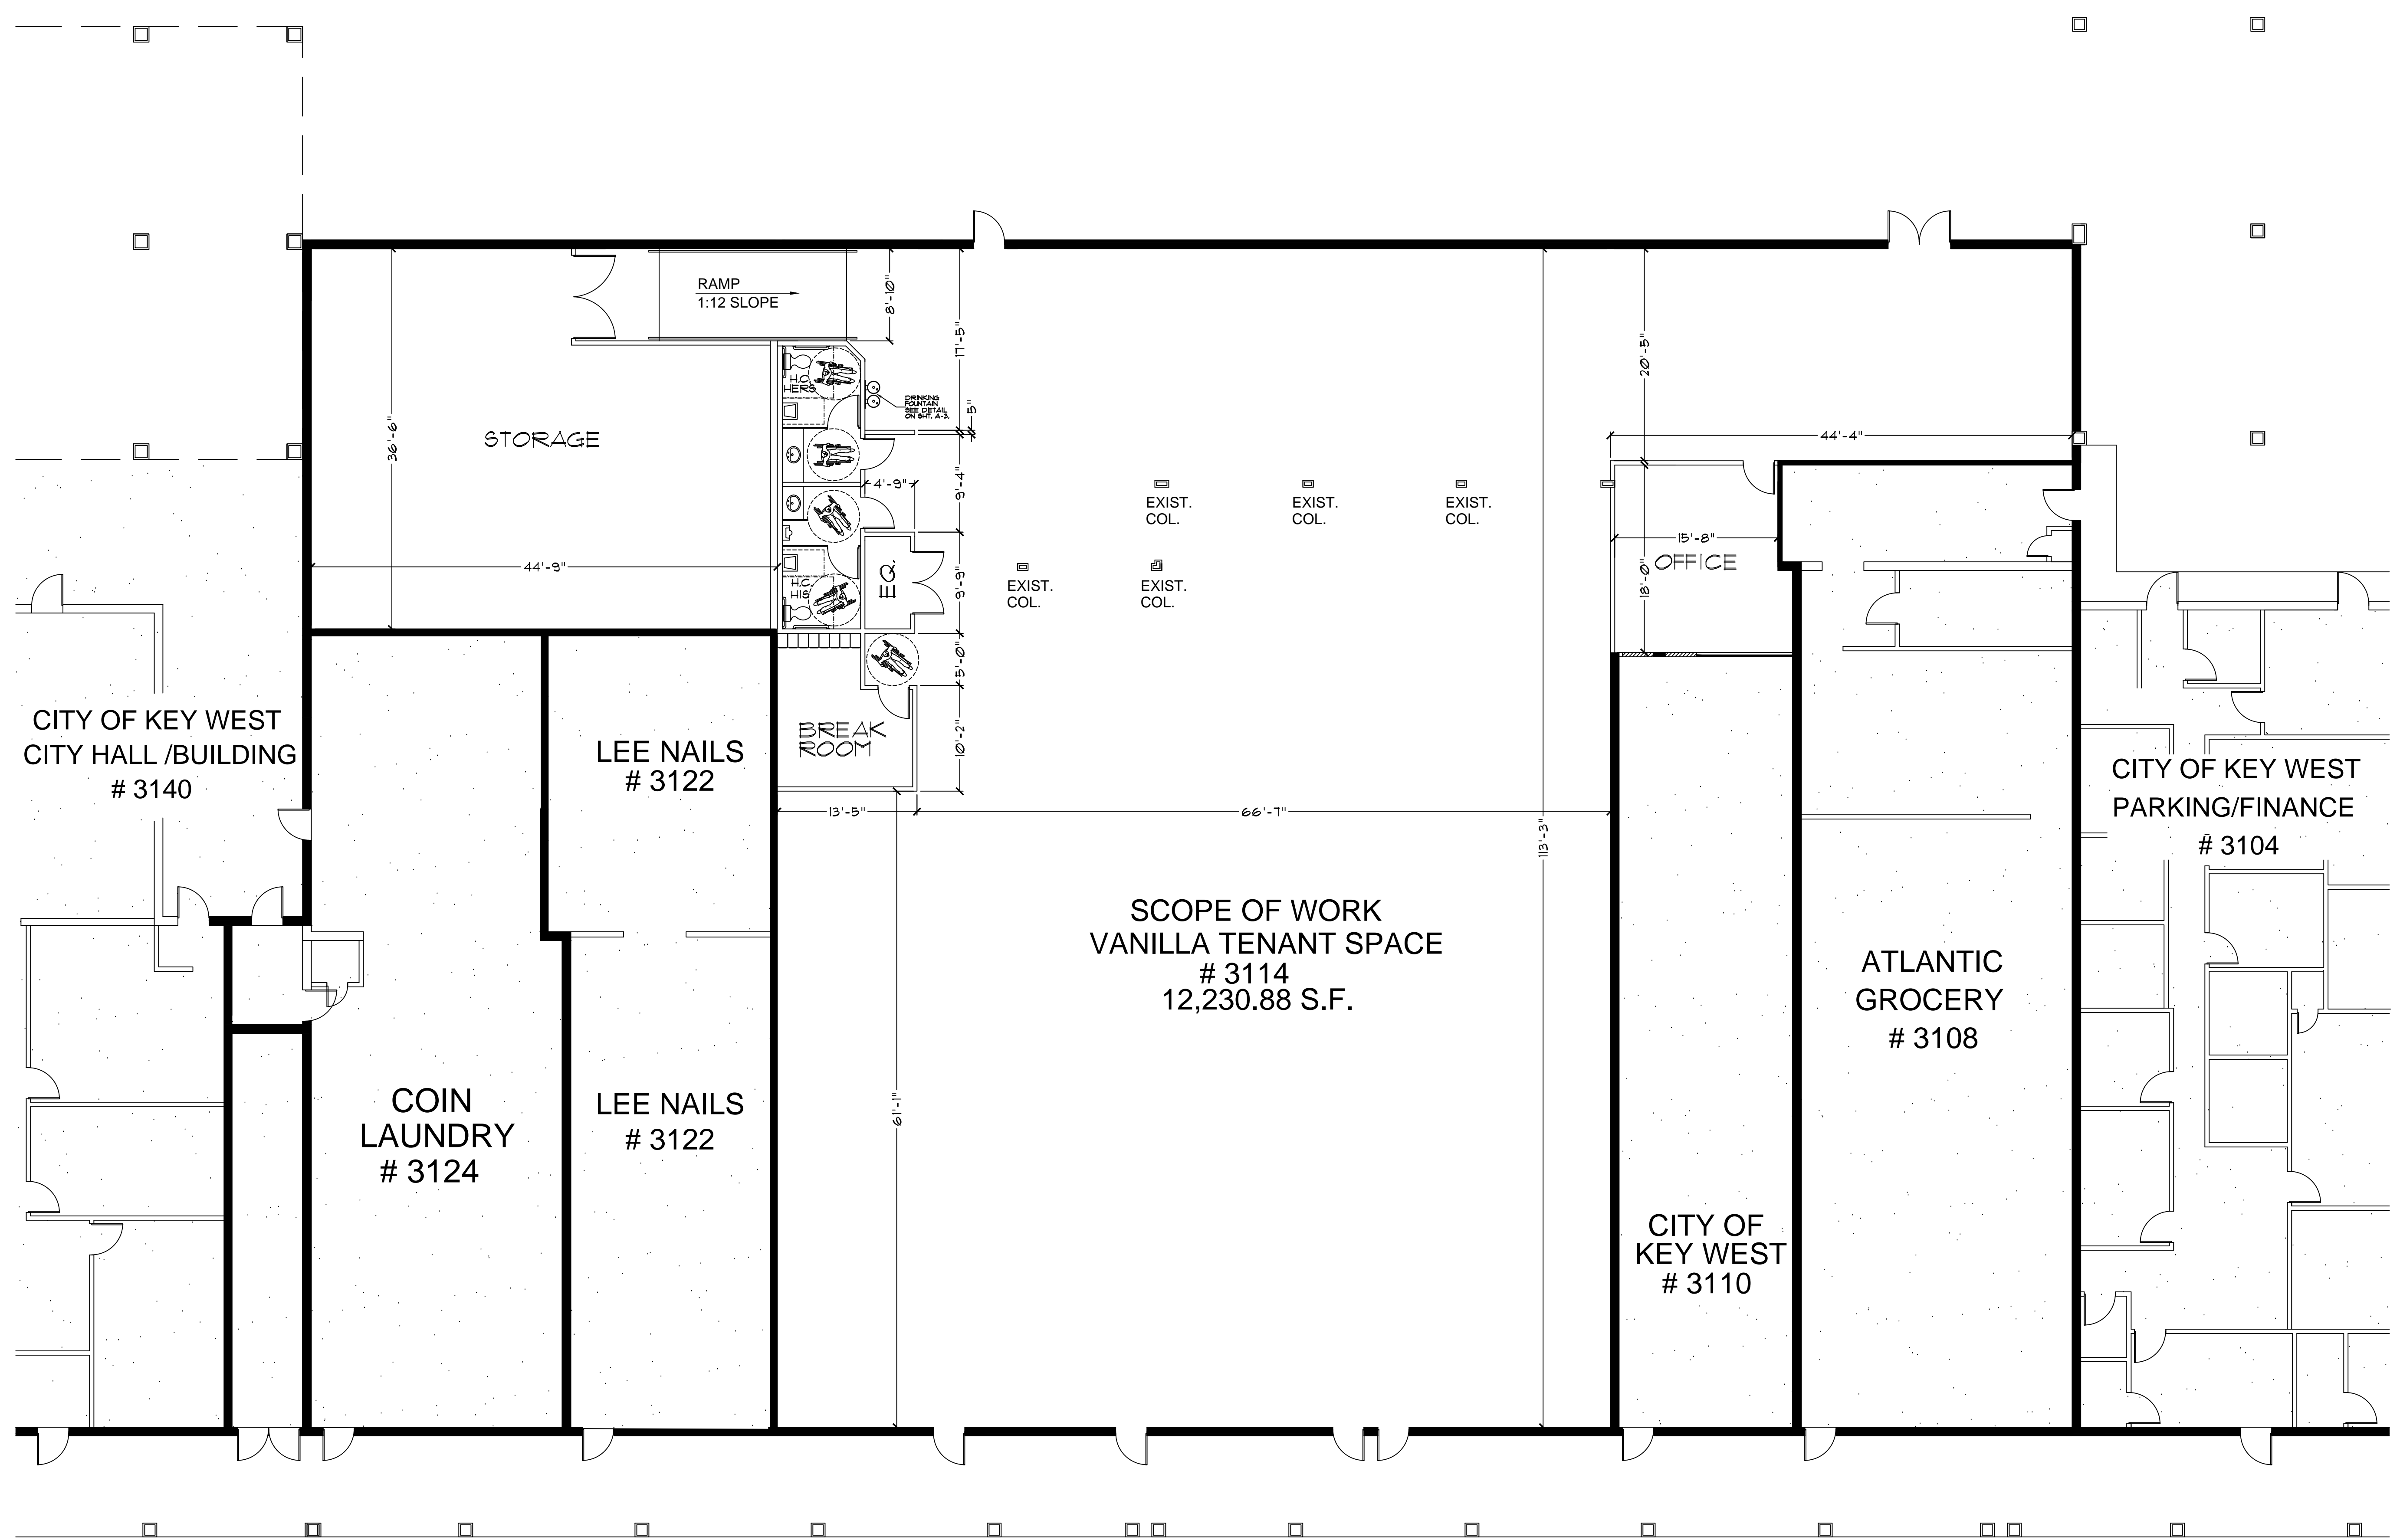 RAMP
1:12 SLOPE
8'-10"
17'-5"
20'-5"
H.C.
HERS
DRINKING
FOUNTAIN
SEE DETAIL
ON SHT. A-3.
5"
36'-6"
STORAGE
44'-4"
4'-9"
9'-4"
EXIST.
COL.
EXIST.
COL.
EXIST.
COL.
44'-9"
H.C.
HIS
EQ.
9'-9"
EXIST.
COL.
EXIST.
COL.
15'-8"
OFFICE
18'-0"
5'-0"
CITY OF KEY WEST
CITY HALL /BUILDING
# 3140
LEE NAILS
# 3122
BREAK
ROOM
10'-2"
13'-5"
66'-7"
113'-3"
CITY OF KEY WEST
PARKING/FINANCE
# 3104
SCOPE OF WORK
VANILLA TENANT SPACE
# 3114
12,230.88 S.F.
ATLANTIC
GROCERY
# 3108
COIN
LAUNDRY
# 3124
LEE NAILS
# 3122
61'-1"
CITY OF
KEY WEST
# 3110